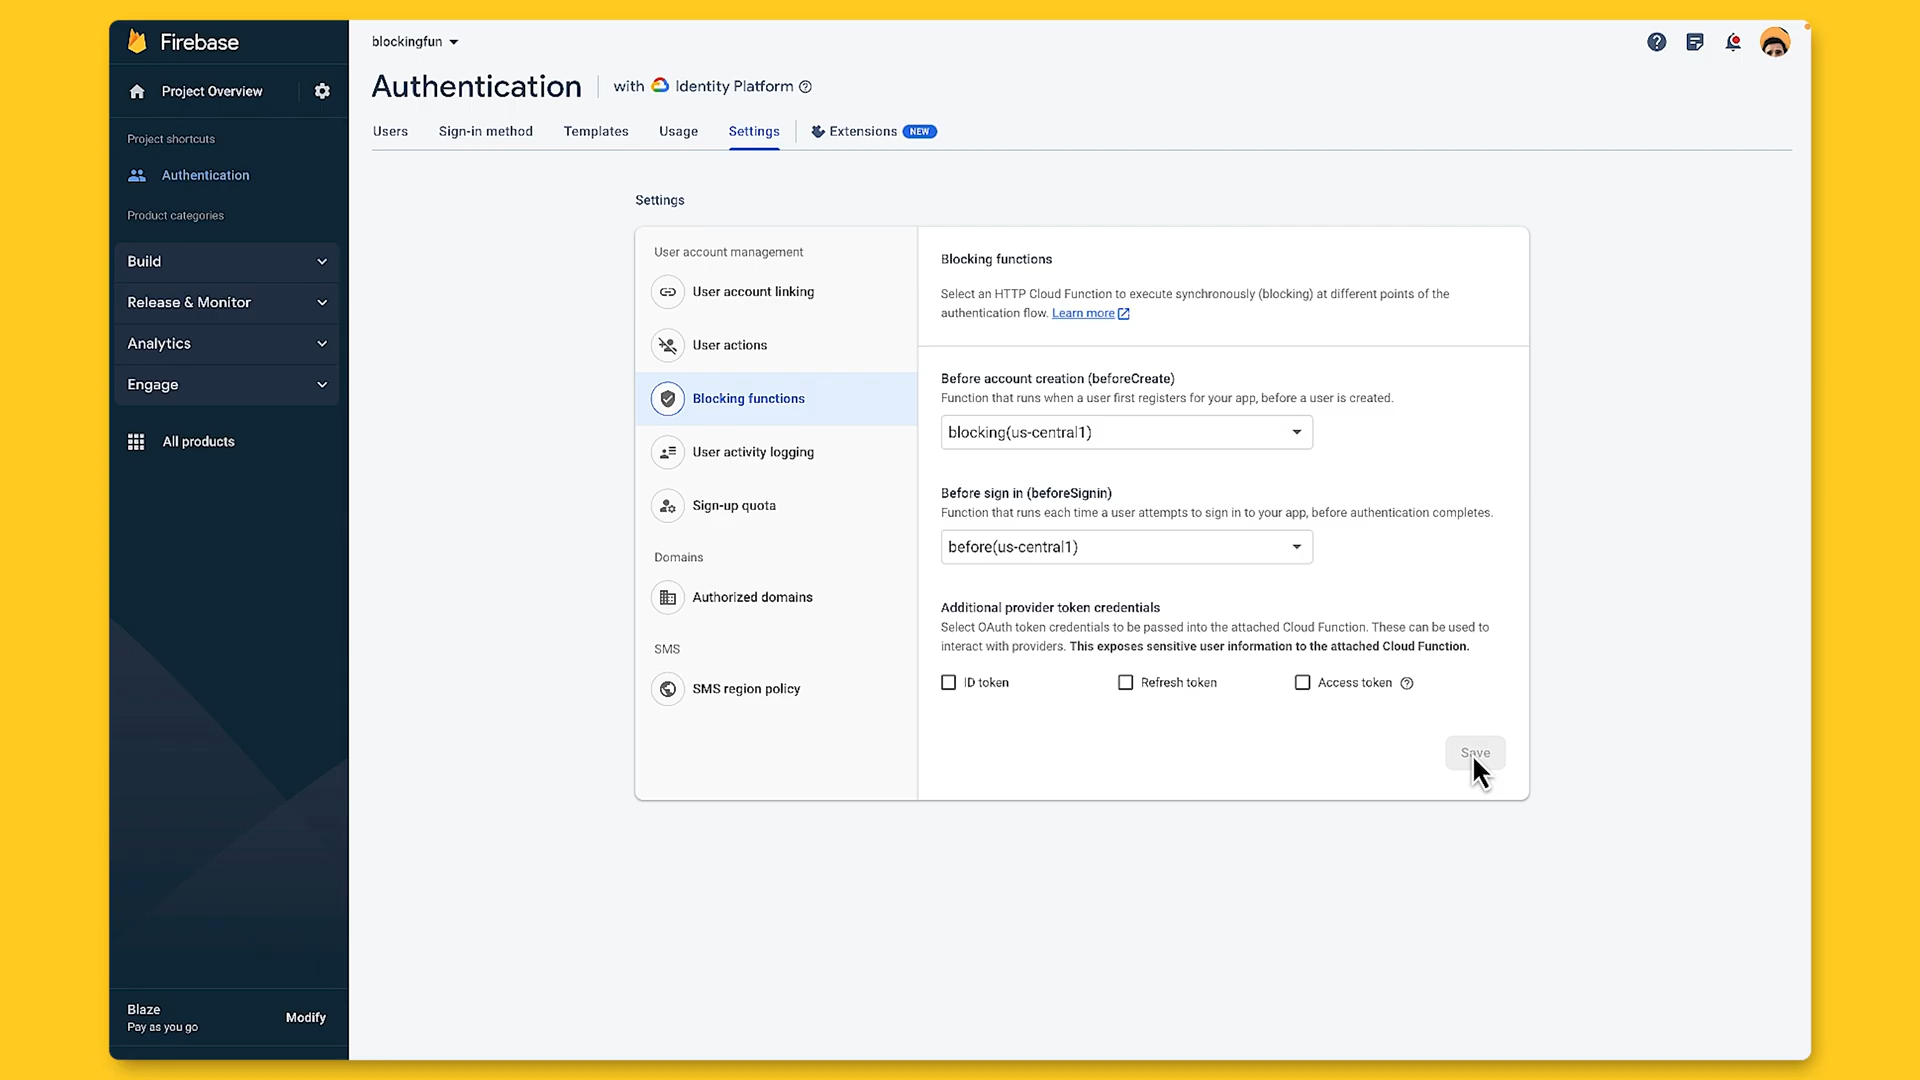 Firebase
Project Overview
Project shortcuts
Authentication
Product categories
Build
Release & Monitor
Analytics
Engage
All products
Blaze
Pay as you go
Modify
blockingfun
Authentication
with Identity Platform
Users
Sign-in method
Templates
Usage
Settings
Extensions NEW
Settings
User account management
User account linking
User actions
Blocking functions
User activity logging
Sign-up quota
Domains
Authorized domains
SMS
SMS region policy
Blocking functions
Select an HTTP Cloud Function to execute synchronously (blocking) at different points of the
authentication flow. Learn more
Before account creation (beforeCreate)
Function that runs when a user first registers for your app, before a user is created.
blocking(us-central1)
Before sign in (beforeSignin)
Function that runs each time a user attempts to sign in to your app, before authentication completes.
before(us-central1)
Additional provider token credentials
Select OAuth token credentials to be passed into the attached Cloud Function. These can be used to
interact with providers. This exposes sensitive user information to the attached Cloud Function.
ID token
Refresh token
Access token
Save